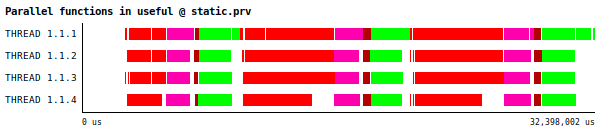 Parallel functions in useful @ static.prv
THREAD 1.1.1
THREAD 1.1.2
THREAD 1.1.3
THREAD 1.1.4
0 us
32,398,002 us